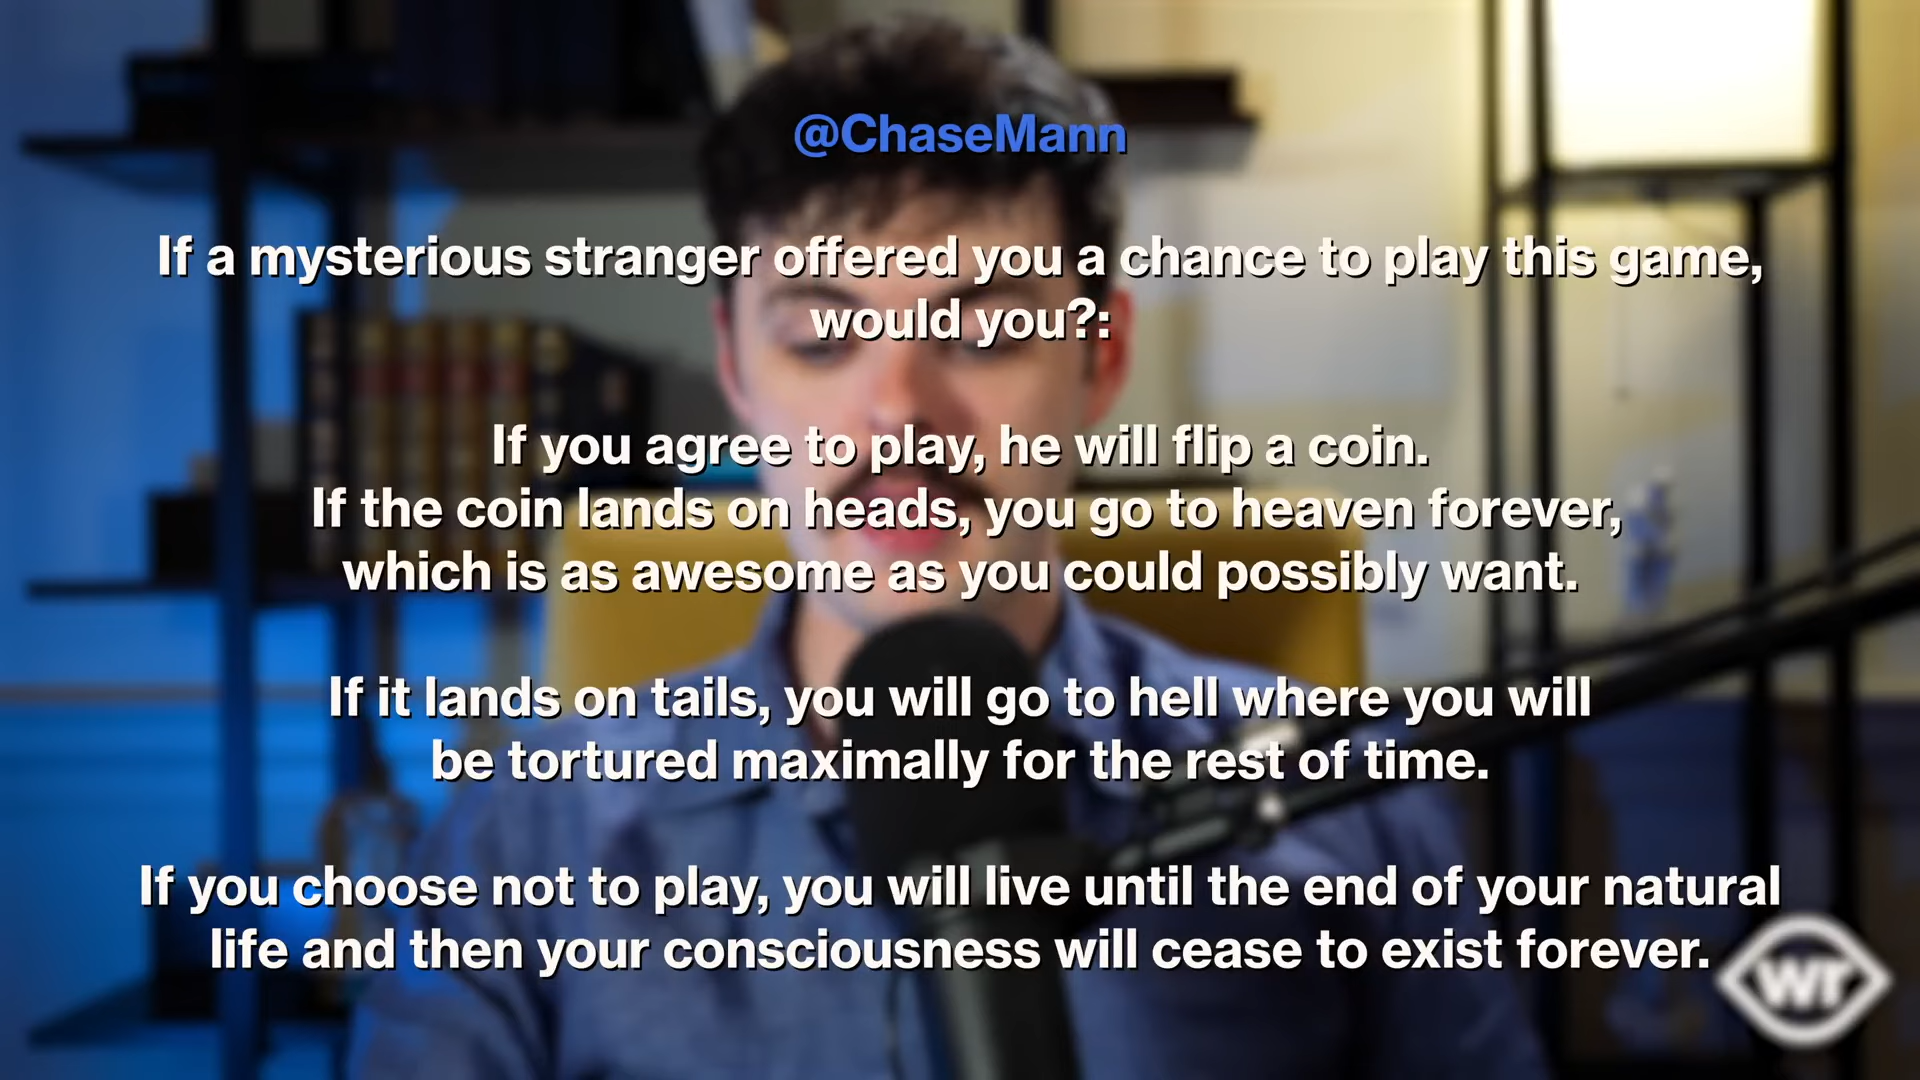 @ChaseMann
If a mysterious stranger offered you a chance to play this game,
would you?:
If you agree to play, he will flip a coin.
If the coin lands on heads, you go to heaven forever,
which is as awesome as you could possibly want.
If it lands on tails, you will go to hell where you will
be tortured maximally for the rest of time.
If you choose not to play, you will live until the end of your natural
life and then your consciousness will cease to exist forever.
wr